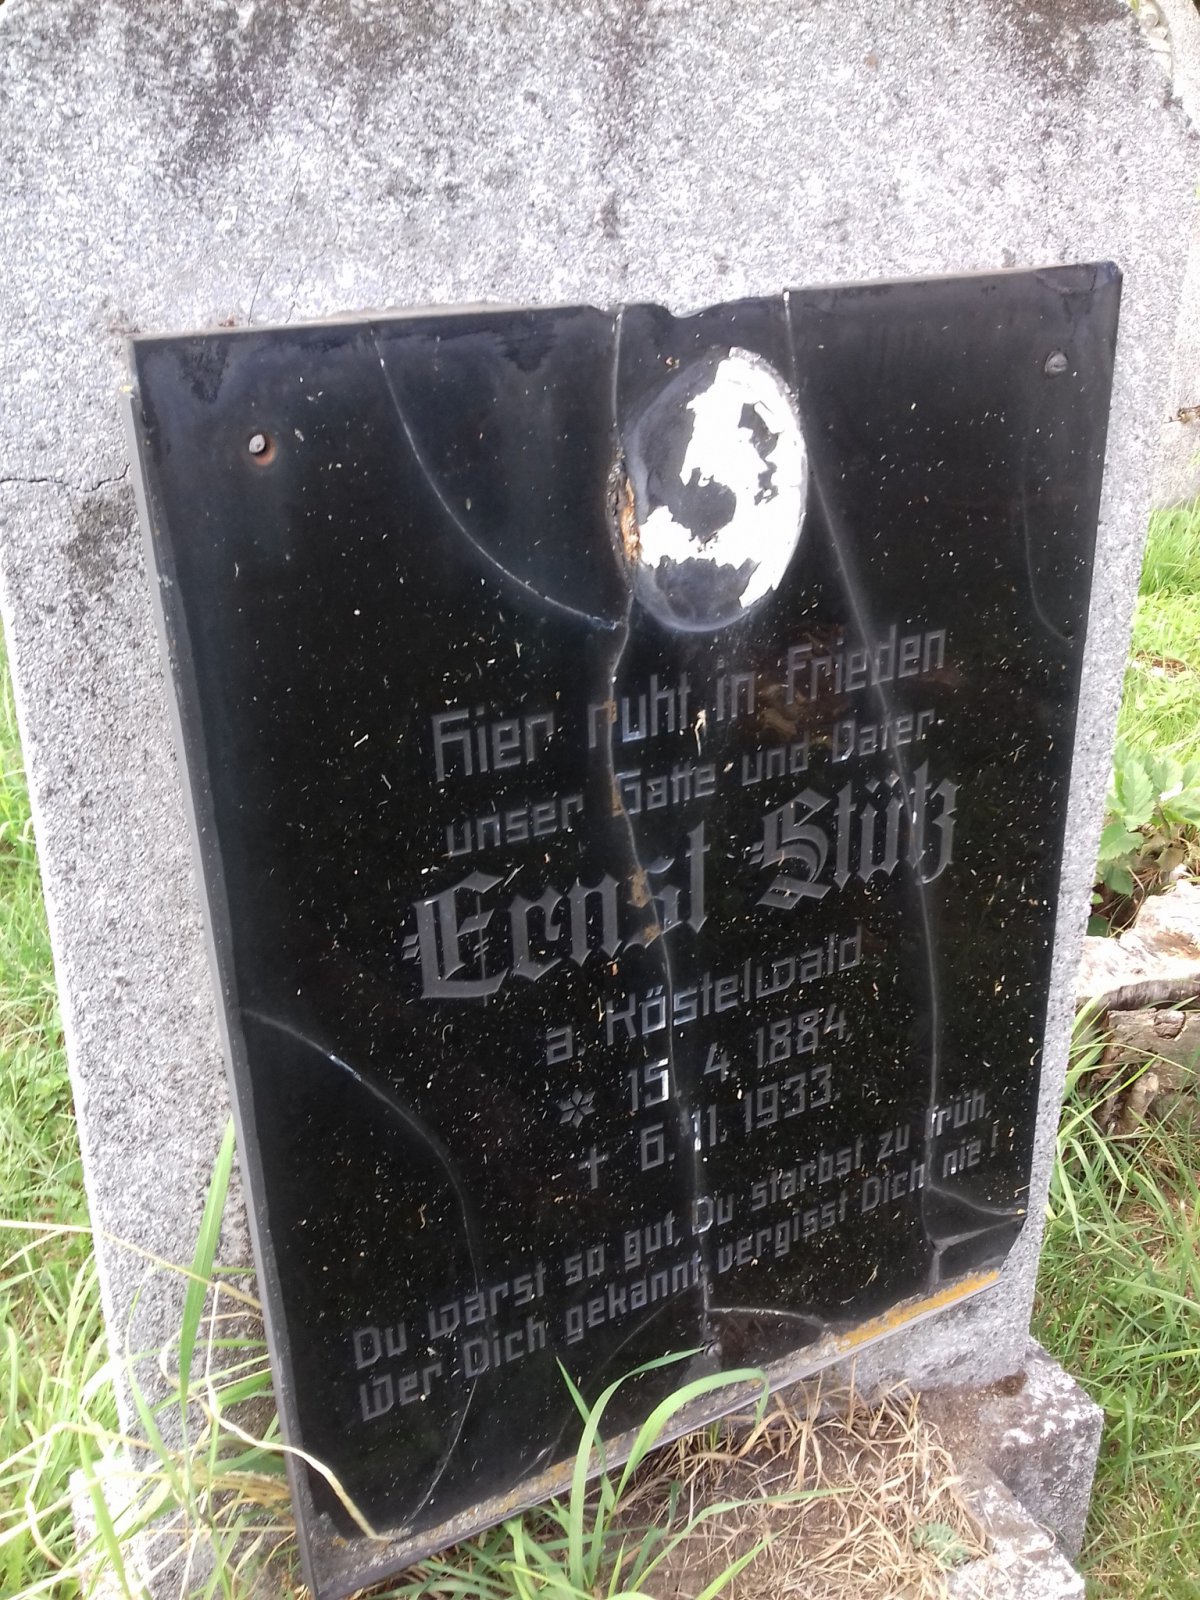 Hier ruht in Frieden
unser Gatte und Vater
Ernst Stütz
a. Köstelwald
15. 4. 1884.
† 6. 11. 1933.
Du warst so gut, Du starbst zu früh,
Wer Dich gekannt, vergisst Dich nie!